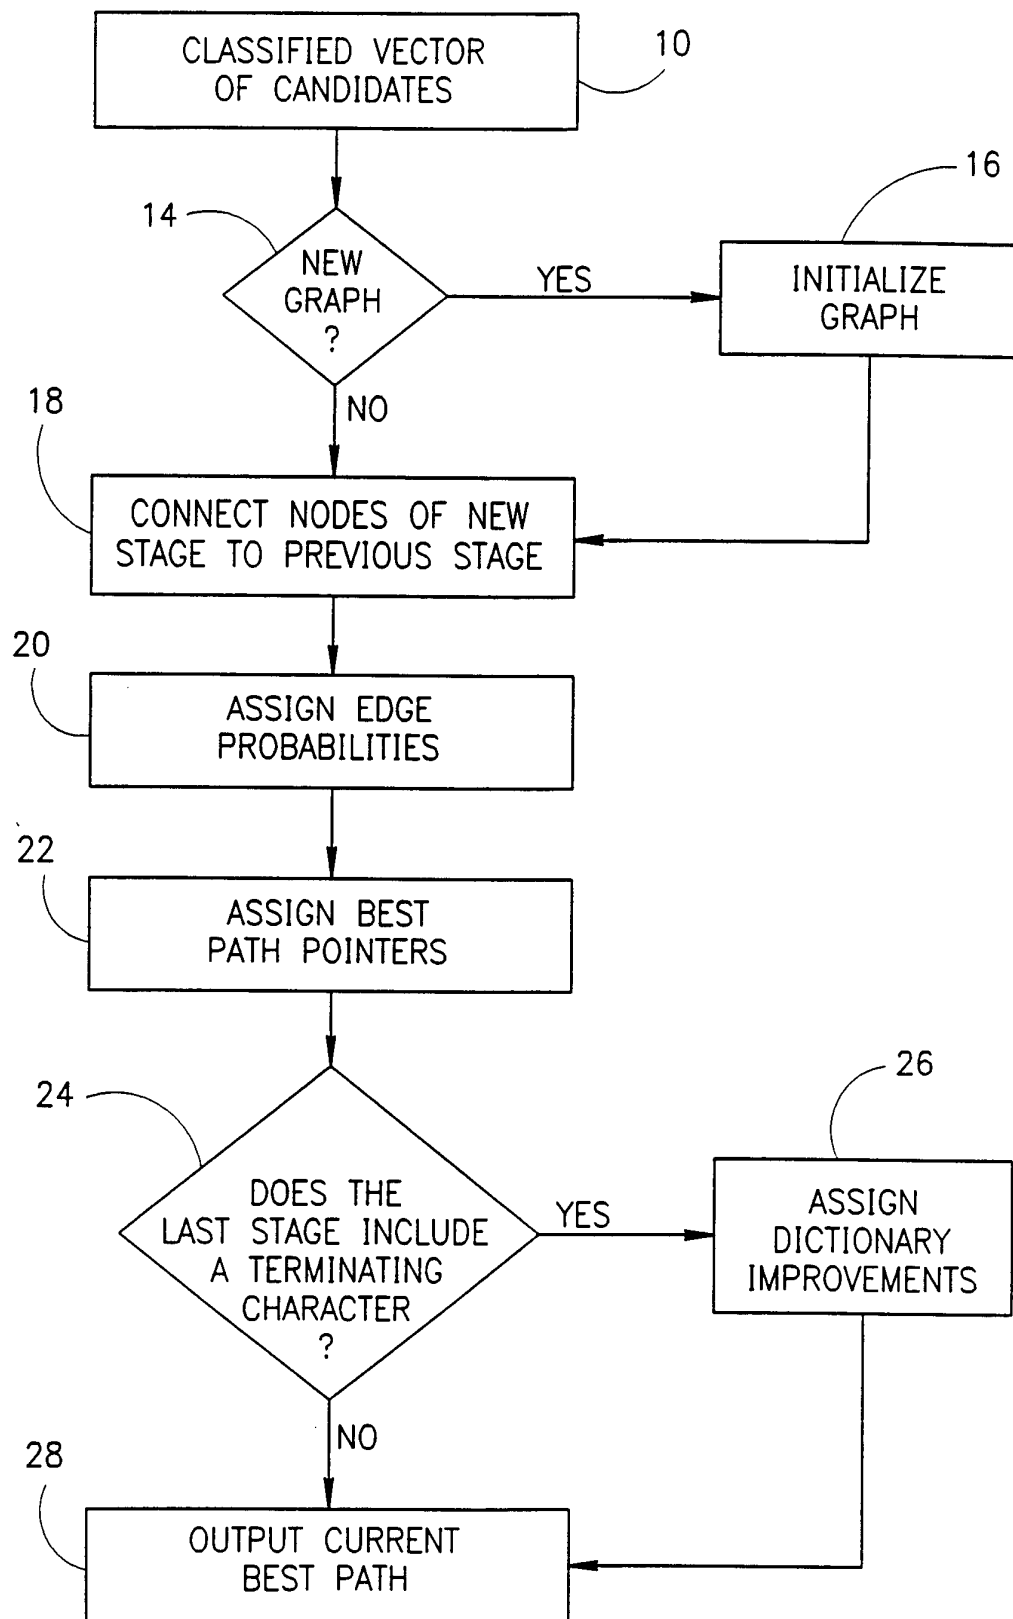 CLASSIFIED VECTOR
OF CANDIDATES
10
14
NEW
GRAPH
?
YES
16
INITIALIZE
GRAPH
NO
18
CONNECT NODES OF NEW
STAGE TO PREVIOUS STAGE
20
ASSIGN EDGE
PROBABILITIES
22
ASSIGN BEST
PATH POINTERS
24
DOES THE
LAST STAGE INCLUDE
A TERMINATING
CHARACTER
?
YES
26
ASSIGN
DICTIONARY
IMPROVEMENTS
NO
28
OUTPUT CURRENT
BEST PATH